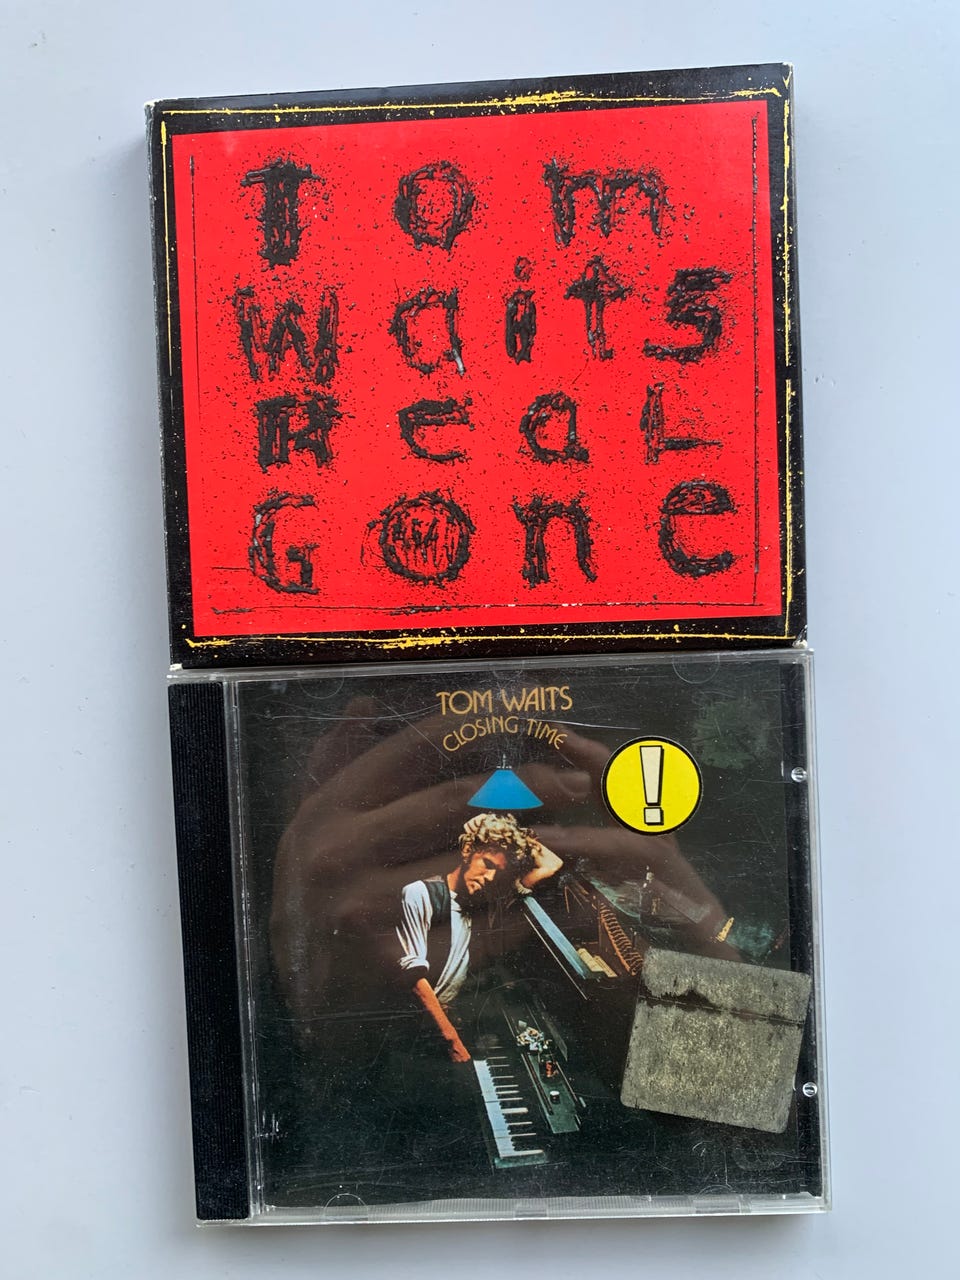 Tom
Waits
ReaL
Gone
TOM WAITS
CLOSING TIME
!